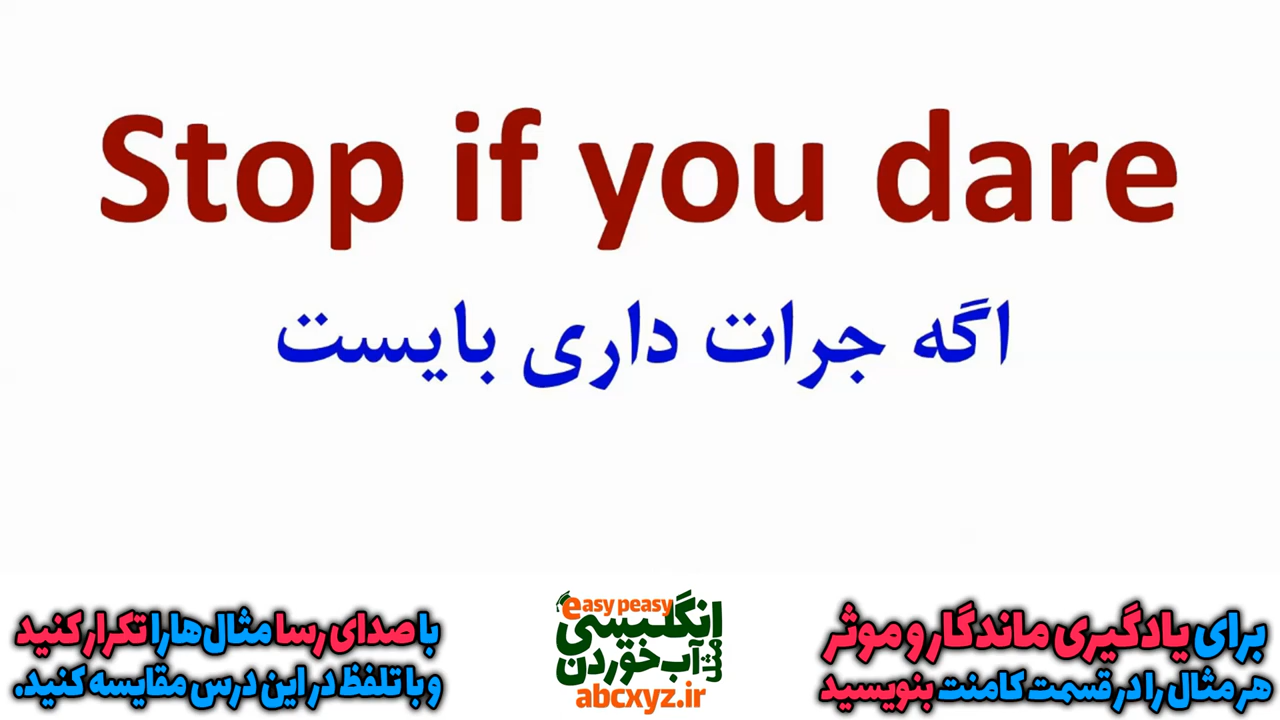 Stop if you dare
اگه جرات داری بایست
برای یادگیری ماندگار و موثر
هر مثال را در قسمت کامنت بنویسید
easy peasy
انگلیسی
مثل آب خوردن
abcxyz.ir
با صدای رسا مثال‌ها را تکرار کنید
و با تلفظ در این درس مقایسه کنید.